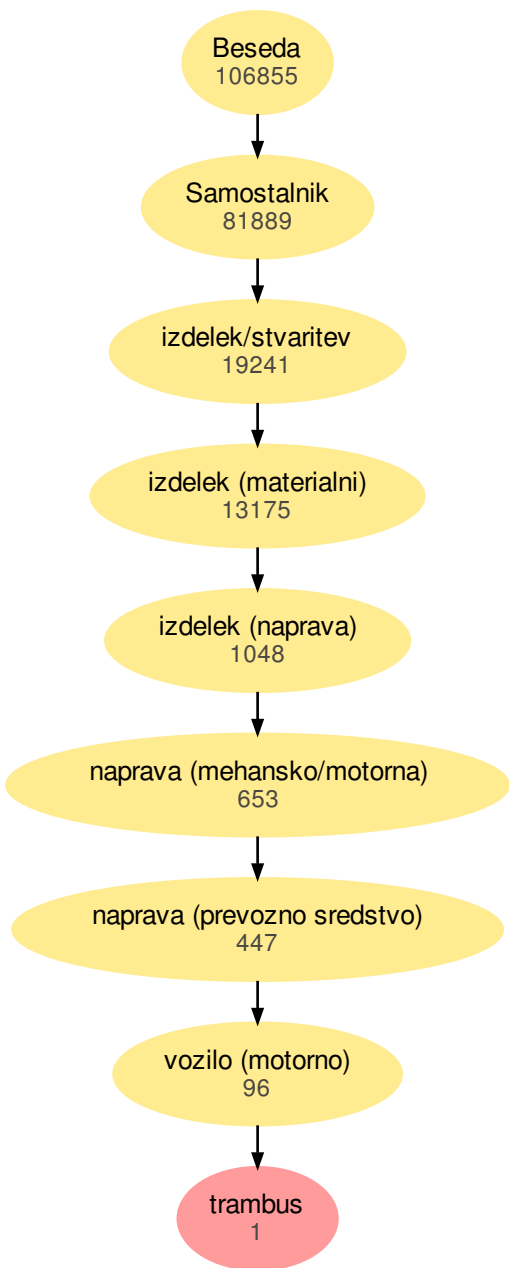 Beseda
106855
Samostalnik
81889
izdelek/stvaritev
19241
izdelek (materialni)
13175
izdelek (naprava)
1048
naprava (mehansko/motorna)
653
naprava (prevozno sredstvo)
447
vozilo (motorno)
96
trambus
1